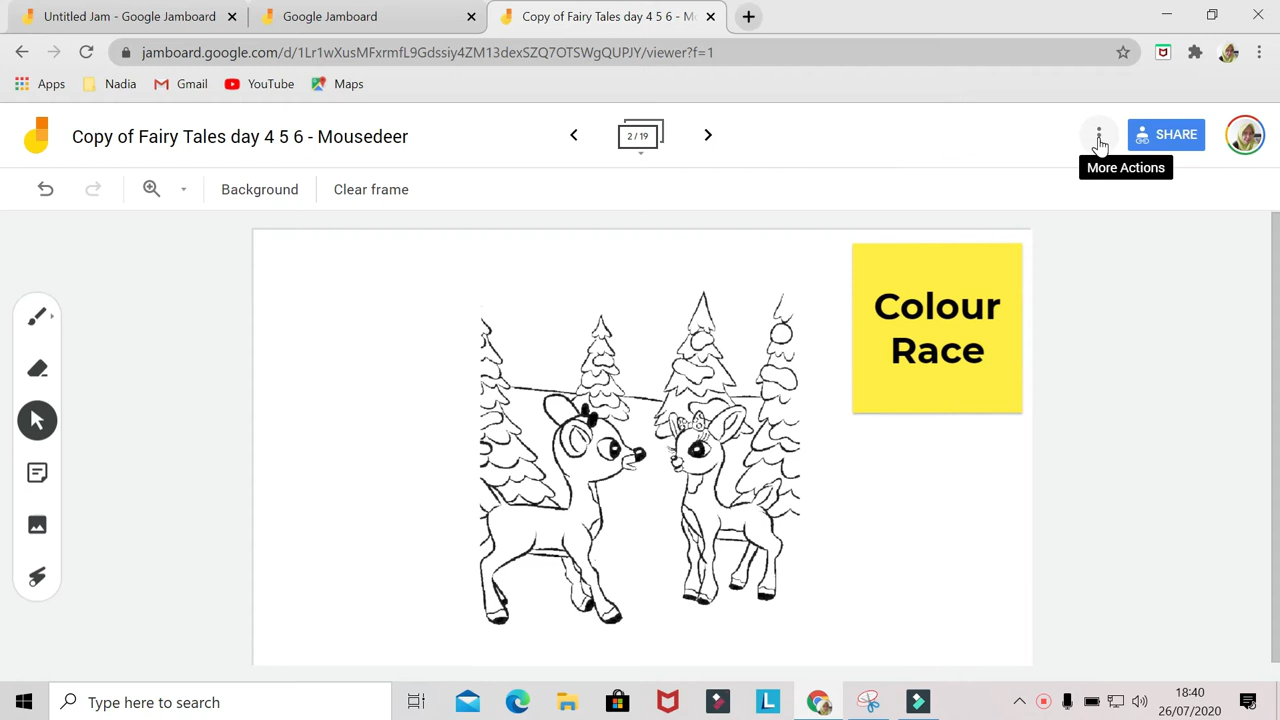 Untitled Jam - Google Jamboard
Google Jamboard
Copy of Fairy Tales day 4 5 6 - Mo
jamboard.google.com/d/1Lr1wXusMFxrmfL9Gdssiy4ZM13dexSZQ7OTSWgQUPJY/viewer?f=1
Apps Nadia Gmail YouTube Maps
Copy of Fairy Tales day 4 5 6 - Mousedeer
2 / 19
SHARE
More Actions
Background
Clear frame
Colour
Race
Type here to search
L
18:40
26/07/2020